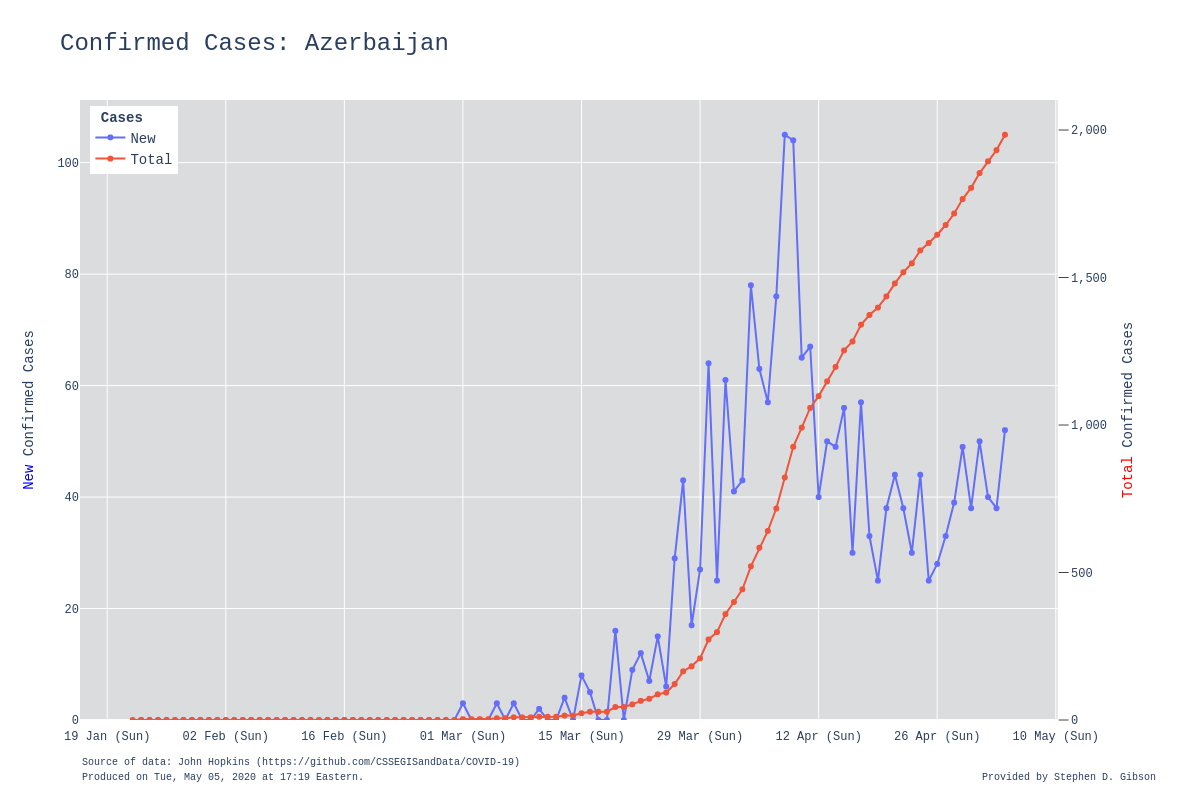 Confirmed Cases: Azerbaijan
Cases
New
Total
100
80
60
40
20
0
2,000
1,500
1,000
500
0
New Confirmed Cases
Total Confirmed Cases
19 Jan (Sun) 02 Feb (Sun) 16 Feb (Sun) 01 Mar (Sun) 15 Mar (Sun) 29 Mar (Sun) 12 Apr (Sun) 26 Apr (Sun) 10 May (Sun)
Source of data: John Hopkins (https://github.com/CSSEGISandData/COVID-19)
Produced on Tue, May 05, 2020 at 17:19 Eastern.
Provided by Stephen D. Gibson